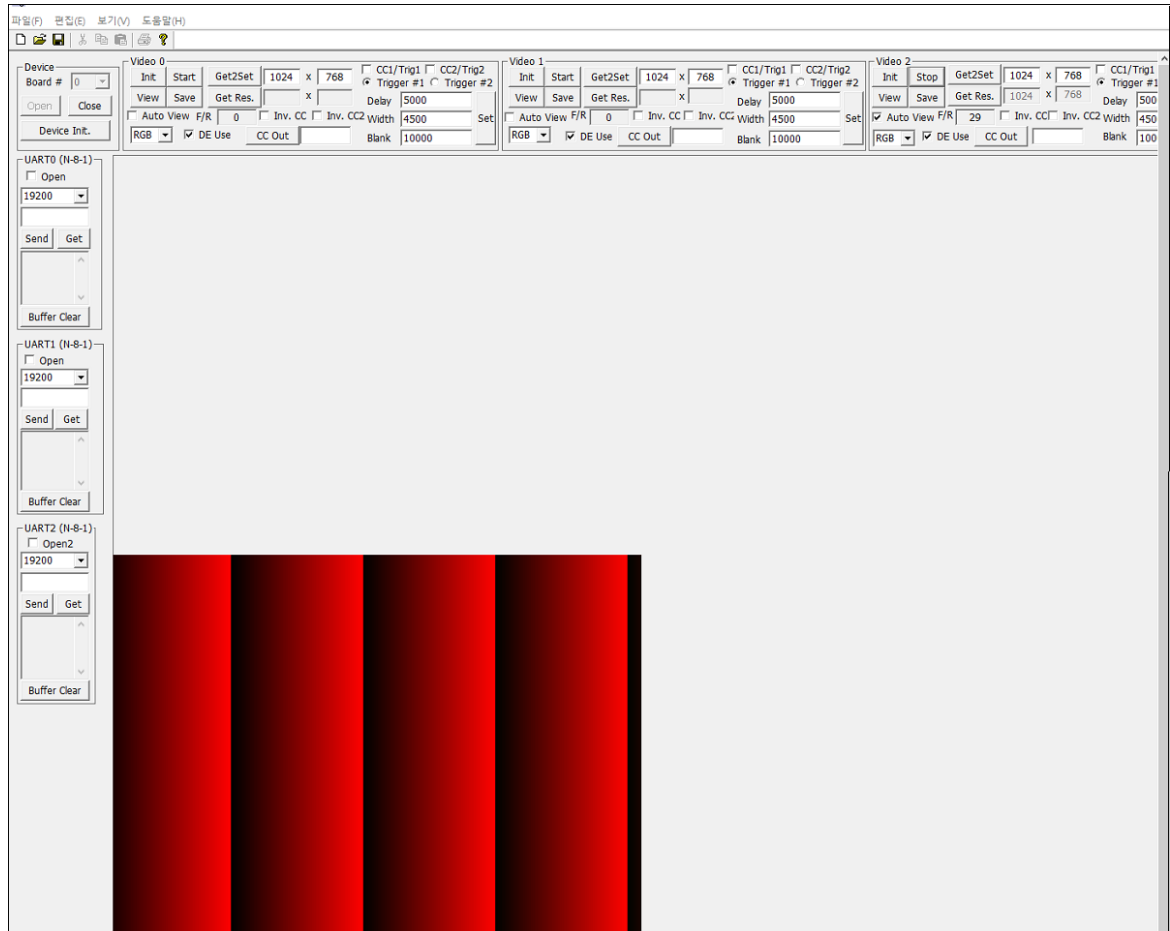 파일(F) 편집(E) 보기(V) 도움말(H)
Device
Board # 0
Open Close
Device Init.
Video 0
Init Start Get2Set 1024 x 768 CC1/Trig1 CC2/Trig2
Trigger #1 Trigger #2
View Save Get Res. x Delay 5000
Auto View F/R 0 Inv. CC Inv. CC2 Width 4500 Set
RGB DE Use CC Out Blank 10000
Video 1
Init Start Get2Set 1024 x 768 CC1/Trig1 CC2/Trig2
Trigger #1 Trigger #2
View Save Get Res. x Delay 5000
Auto View F/R 0 Inv. CC Inv. CC2 Width 4500 Set
RGB DE Use CC Out Blank 10000
Video 2
Init Stop Get2Set 1024 x 768 CC1/Trig1
Trigger #1
View Save Get Res. 1024 x 768 Delay 500
Auto View F/R 29 Inv. CC Inv. CC2 Width 450
RGB DE Use CC Out Blank 100
UART0 (N-8-1)
Open
19200
Send Get
Buffer Clear
UART1 (N-8-1)
Open
19200
Send Get
Buffer Clear
UART2 (N-8-1)
Open2
19200
Send Get
Buffer Clear